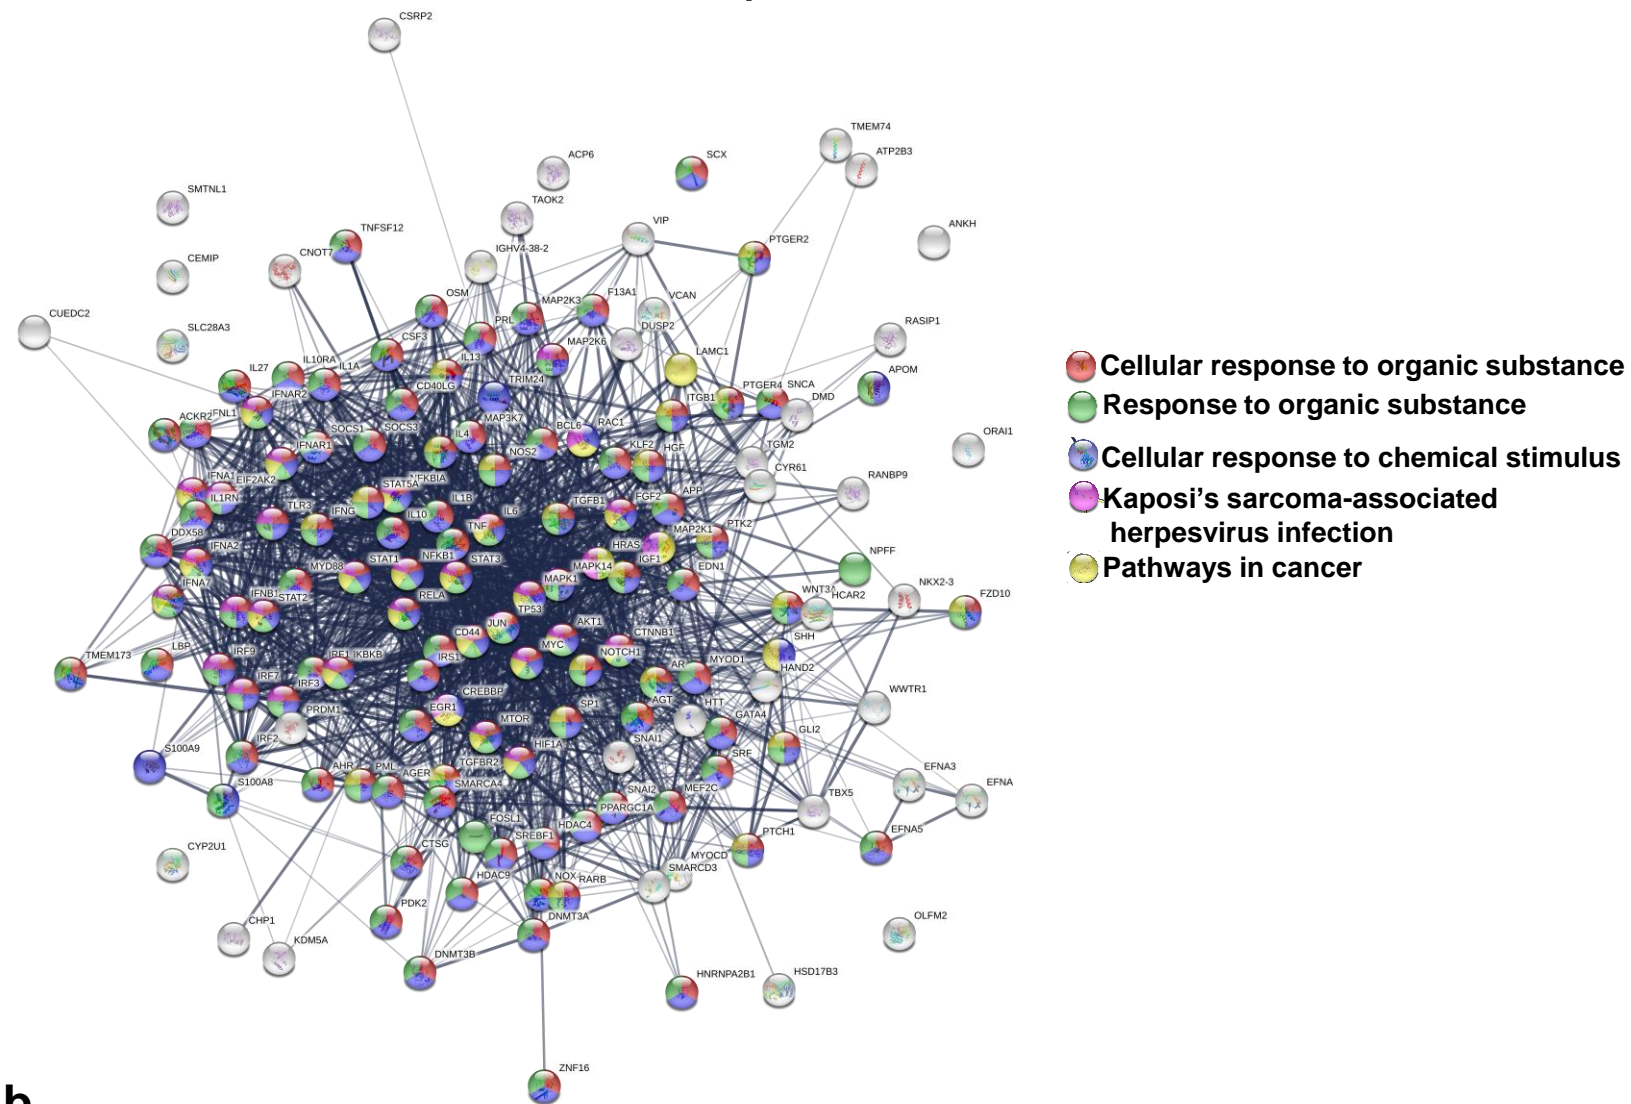 CSRP2
TMEM74
ATP2B3
ACP6
SCX
SMTNL1
TAOK2
VIP
ANKH
TNFSF12
PTGER2
CNOT7
IGHV4-38-2
CEMIP
OSM
MAP2K3
F13A1
VCAN
CUEDC2
RASIP1
SLC28A3
PRL
DUSP2
CSF3
MAP2K6
IL10RA
IL1A
IL13
LAMC1
IL27
APOM
Cellular response to organic substance
IFNAR2
CD40LG
TRIM24
PTGER4
SNCA
DMD
ITGB1
Response to organic substance
ACKR2
IFNL1
SOCS1
SOCS3
MAP3K7
BCL6
RAC1
ORAI1
IFNAR1
IL4
NOS2
KLF2
HGF
TGM2
Cellular response to chemical stimulus
IFNA1
EIF2AK2
NFKBIA
CYR61
RANBP9
STAT5A
IL1RN
IL1B
TGFB1
FGF2
APP
Kaposi’s sarcoma-associated
herpesvirus infection
TLR3
IFNG
IL10
IL6
TNF
MAP2K1
PTK2
DDX58
IFNA2
HRAS
NPFF
Pathways in cancer
MYD88
STAT1
NFKB1
STAT3
MAPK14
IGF1
EDN1
IFNA7
MAPK1
NKX2-3
IFNB1
STAT2
RELA
TP53
WNT3A
HCAR2
FZD10
JUN
AKT1
CD44
CTNNB1
SHH
LBP
IRF9
IRF1
IKBKB
IRS1
MYC
NOTCH1
TMEM173
AR
MYOD1
HAND2
IRF7
IRF3
CREBBP
WWTR1
PRDM1
EGR1
MTOR
SP1
AGT
HTT
GATA4
GLI2
IRF2
HIF1A
SNAI1
S100A9
SRF
AHR
PML
AGER
TGFBR2
EFNA3
S100A8
SMARCA4
SNAI2
MEF2C
EFNA
TBX5
PPARGC1A
FOSL1
HDAC4
SREBF1
PTCH1
EFNA5
CTSG
CYP2U1
MYOCD
HDAC9
SMARCD3
NOX
RARB
PDK2
DNMT3A
CHP1
OLFM2
KDM5A
DNMT3B
HNRNPA2B1
HSD17B3
ZNF16
b